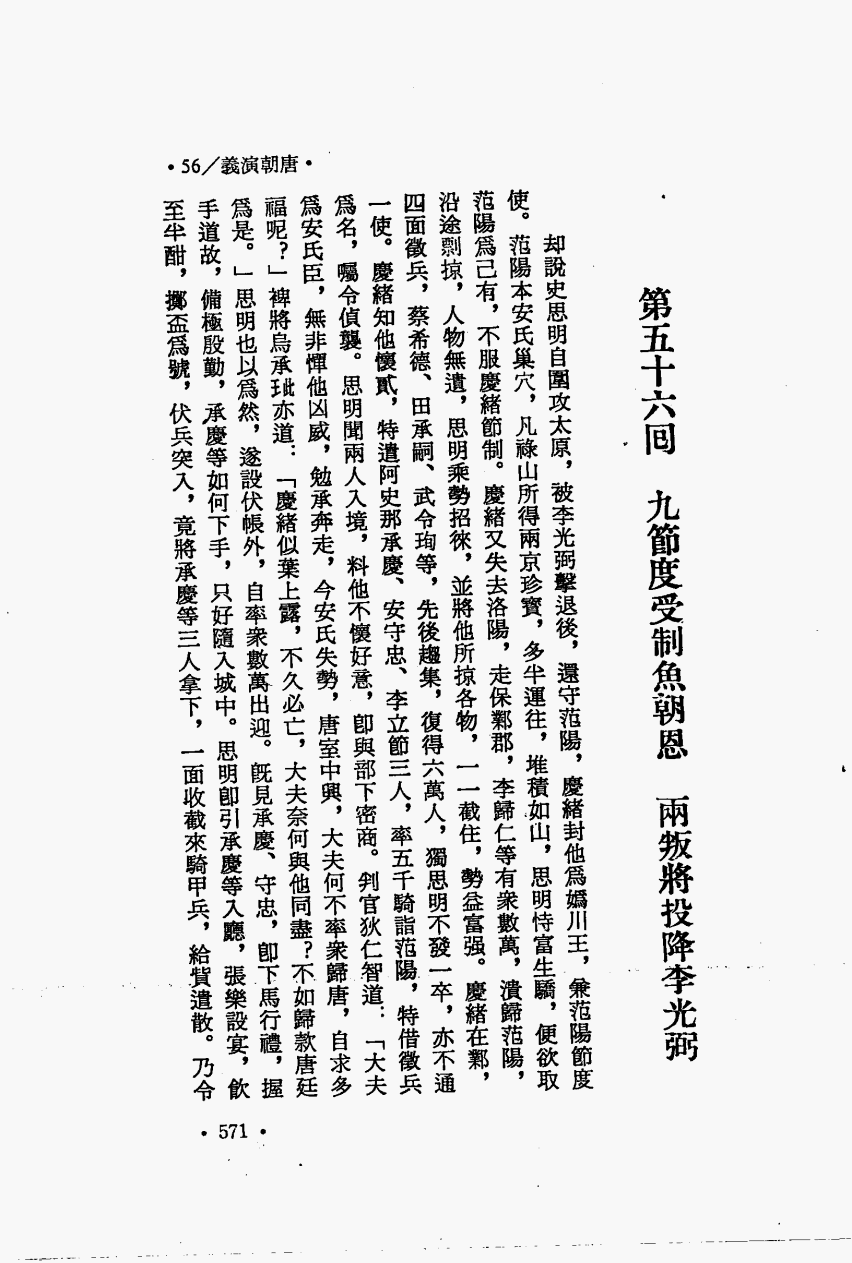 •56／義演朝唐•
第五十六回　九節度受制魚朝恩　兩叛將投降李光弼
却說史思明自圍攻太原，被李光弼擊退後，還守范陽，慶緒封他爲嬀川王，兼范陽節度
使。范陽本安氏巢穴，凡祿山所得兩京珍寶，多半運往，堆積如山，思明恃富生驕，便欲取
范陽爲己有，不服慶緒節制。慶緒又失去洛陽，走保鄴郡，李歸仁等有衆數萬，潰歸范陽，
沿途剽掠，人物無遺，思明乘勢招徠，並將他所掠各物，一一截住，勢益富强。慶緒在鄴，
四面徵兵，蔡希德、田承嗣、武令珣等，先後趨集，復得六萬人，獨思明不發一卒，亦不通
一使。慶緒知他懷貳，特遣阿史那承慶、安守忠、李立節三人，率五千騎詣范陽，特借徵兵
爲名，囑令偵襲。思明聞兩人入境，料他不懷好意，卽與部下密商。判官狄仁智道：「大夫
爲安氏臣，無非憚他凶威，勉承奔走，今安氏失勢，唐室中興，大夫何不率衆歸唐，自求多
福呢？」裨將烏承玼亦道：「慶緒似葉上露，不久必亡，大夫奈何與他同盡？不如歸款唐廷
爲是。」思明也以爲然，遂設伏帳外，自率衆數萬出迎。旣見承慶、守忠，卽下馬行禮，握
手道故，備極殷勤，承慶等如何下手，只好隨入城中。思明卽引承慶等入廳，張樂設宴，飮
至半酣，擲盃爲號，伏兵突入，竟將承慶等三人拿下，一面收截來騎甲兵，給貲遣散。乃令
•571•